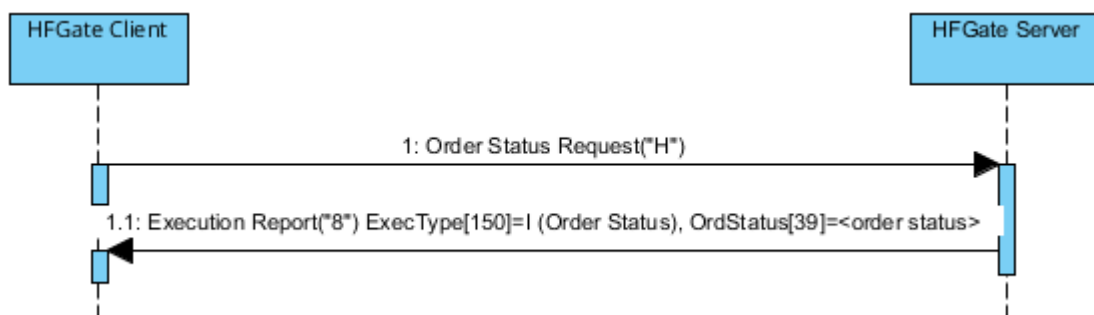 HFGate Client
HFGate Server
1: Order Status Request("H")
1.1: Execution Report("8") ExecType[150]=I (Order Status), OrdStatus[39]=<order status>